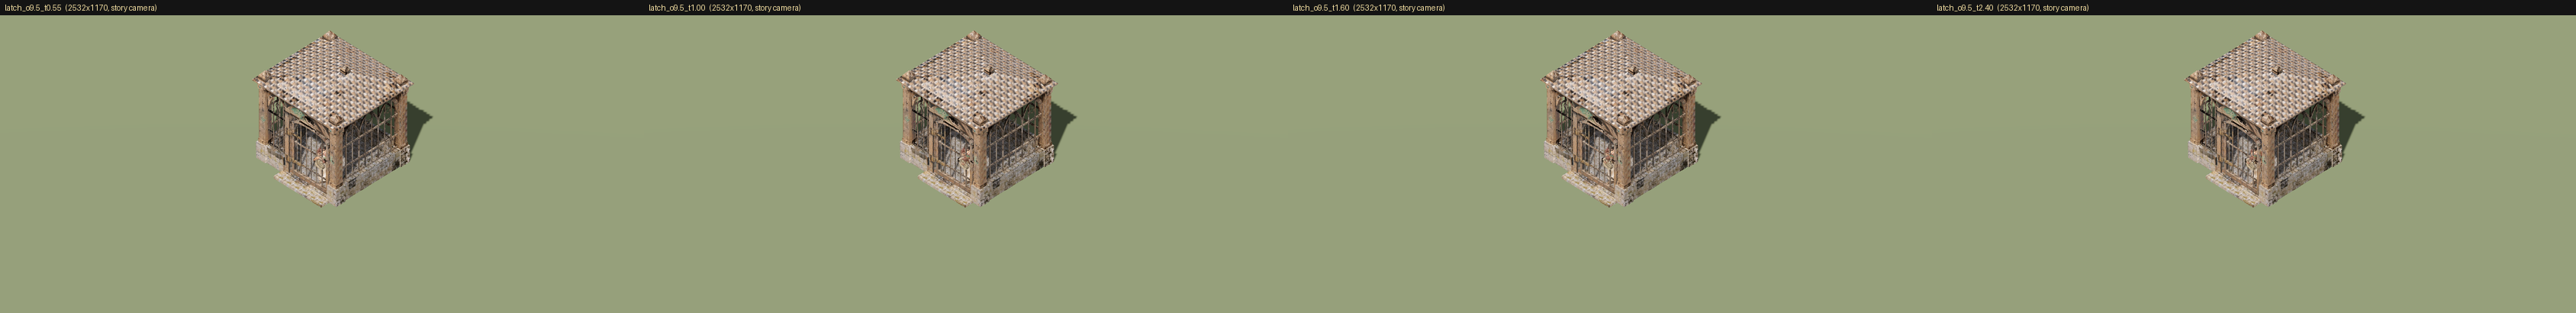 latch_o9.5_t0.55 (2532x1170, story camera)
latch_o9.5_t1.00 (2532x1170, story camera)
latch_o9.5_t1.60 (2532x1170, story camera)
latch_o9.5_t2.40 (2532x1170, story camera)